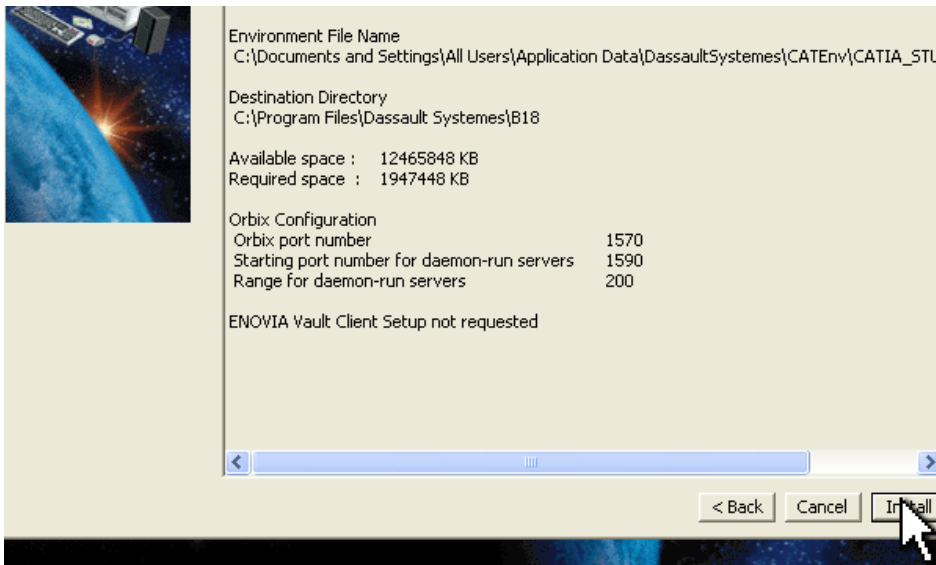 Environment File Name
C:\Documents and Settings\All Users\Application Data\DassaultSystemes\CATEnv\CATIA_STU
Destination Directory
C:\Program Files\Dassault Systemes\B18
Available space : 12465848 KB
Required space : 1947448 KB
Orbix Configuration
Orbix port number 1570
Starting port number for daemon-run servers 1590
Range for daemon-run servers 200
ENOVIA Vault Client Setup not requested
< Back Cancel Install